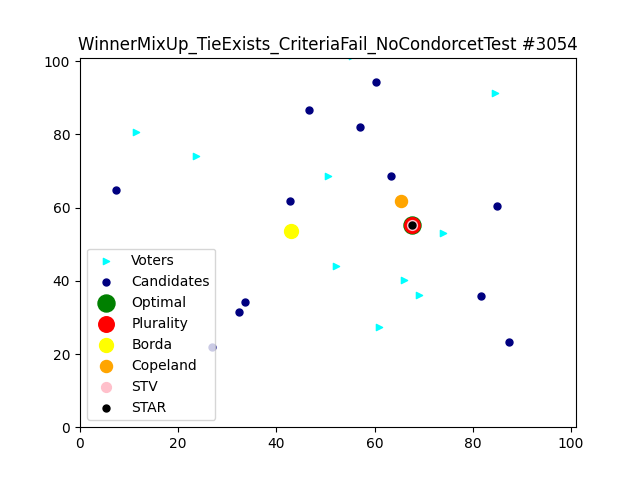 WinnerMixUp_TieExists_CriteriaFail_NoCondorcetTest #3054
100
80
60
40
20
0
0 20 40 60 80 100
Voters
Candidates
Optimal
Plurality
Borda
Copeland
STV
STAR